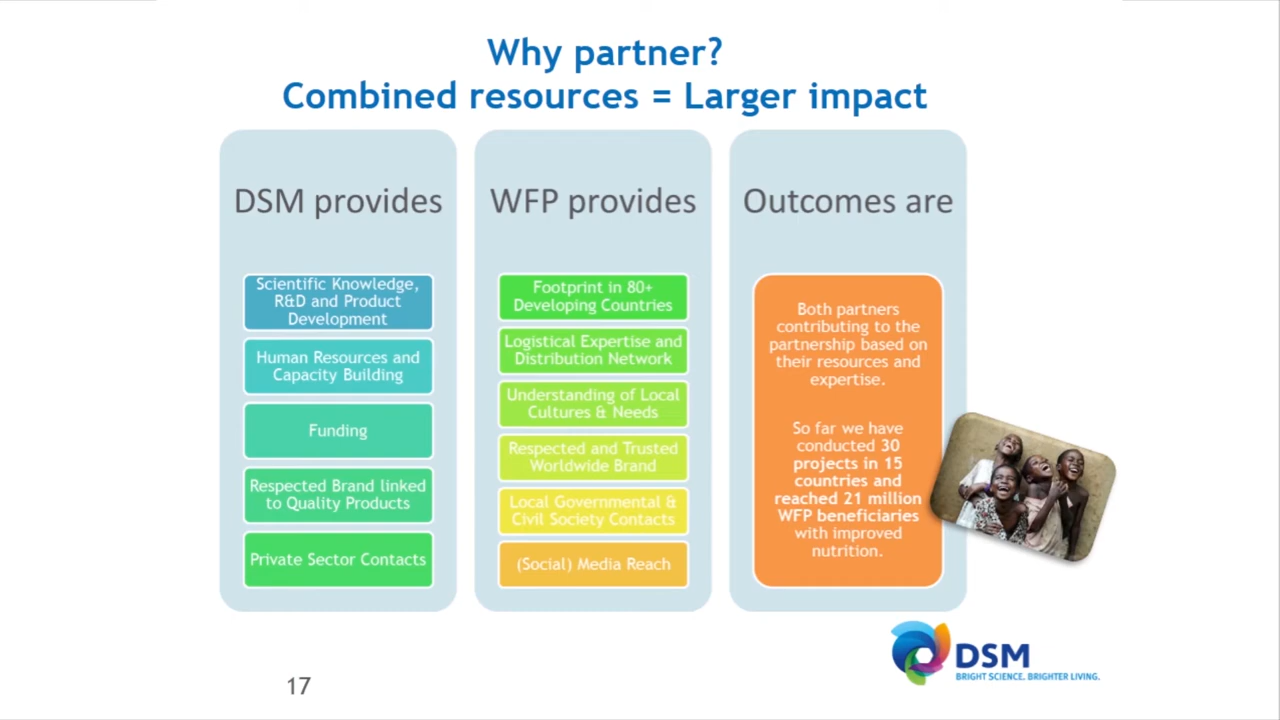 Why partner?
Combined resources = Larger impact
DSM provides
Scientific Knowledge,
R&D and Product
Development
Human Resources and
Capacity Building
Funding
Respected Brand linked
to Quality Products
Private Sector Contacts
WFP provides
Footprint in 80+
Developing Countries
Logistical Expertise and
Distribution Network
Understanding of Local
Cultures & Needs
Respected and Trusted
Worldwide Brand
Local Governmental &
Civil Society Contacts
(Social) Media Reach
Outcomes are
Both partners
contributing to the
partnership based on
their resources and
expertise.
So far we have
conducted 30
projects in 15
countries and
reached 21 million
WFP beneficiaries
with improved
nutrition.
DSM
BRIGHT SCIENCE. BRIGHTER LIVING.
17